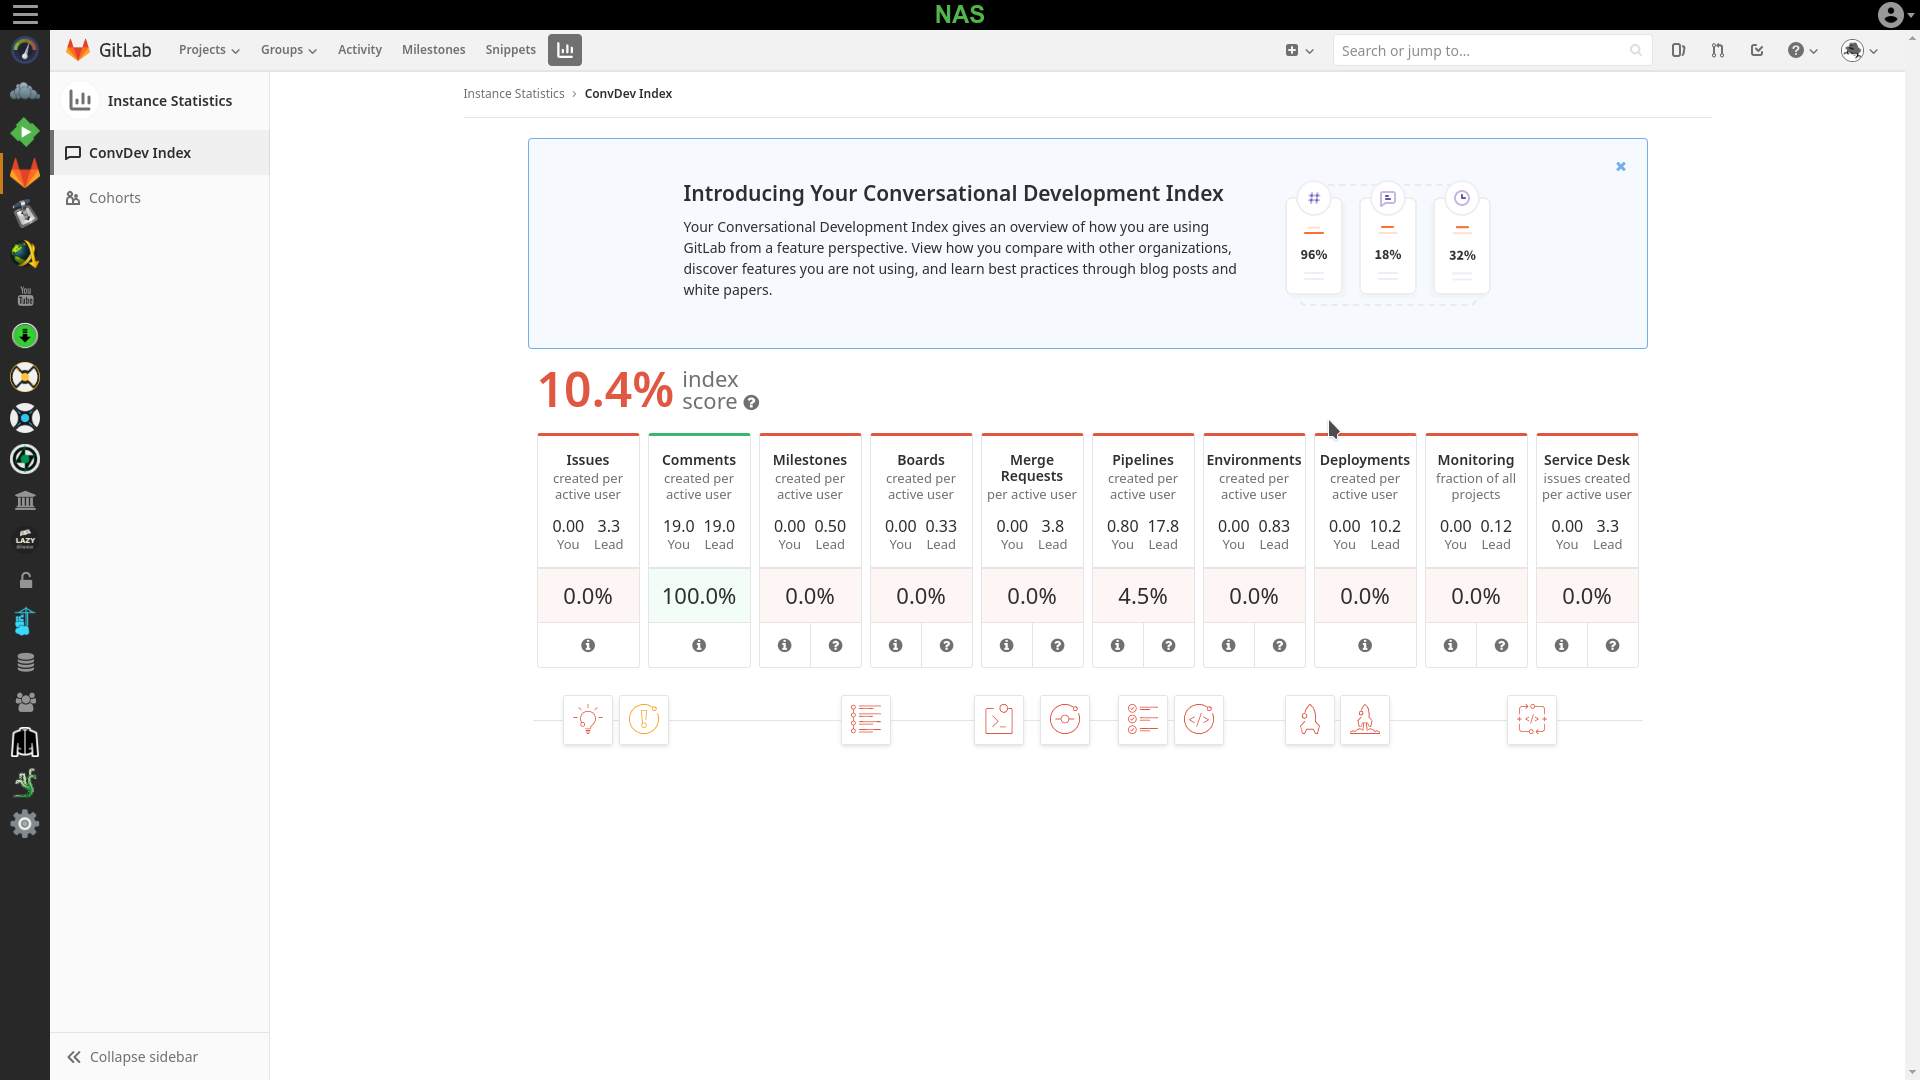 NAS
GitLab Projects Groups Activity Milestones Snippets Search or jump to...
Instance Statistics
ConvDev Index
Cohorts
Instance Statistics › ConvDev Index
Introducing Your Conversational Development Index
Your Conversational Development Index gives an overview of how you are using
GitLab from a feature perspective. View how you compare with other organizations,
discover features you are not using, and learn best practices through blog posts and
white papers.
96% 18% 32%
10.4% index
score
Issues
created per
active user
0.00 3.3
You Lead
0.0%
Comments
created per
active user
19.0 19.0
You Lead
100.0%
Milestones
created per
active user
0.00 0.50
You Lead
0.0%
Boards
created per
active user
0.00 0.33
You Lead
0.0%
Merge
Requests
per active user
0.00 3.8
You Lead
0.0%
Pipelines
created per
active user
0.80 17.8
You Lead
4.5%
Environments
created per
active user
0.00 0.83
You Lead
0.0%
Deployments
created per
active user
0.00 10.2
You Lead
0.0%
Monitoring
fraction of all
projects
0.00 0.12
You Lead
0.0%
Service Desk
issues created
per active user
0.00 3.3
You Lead
0.0%
You
Tube
LAZY
Collapse sidebar